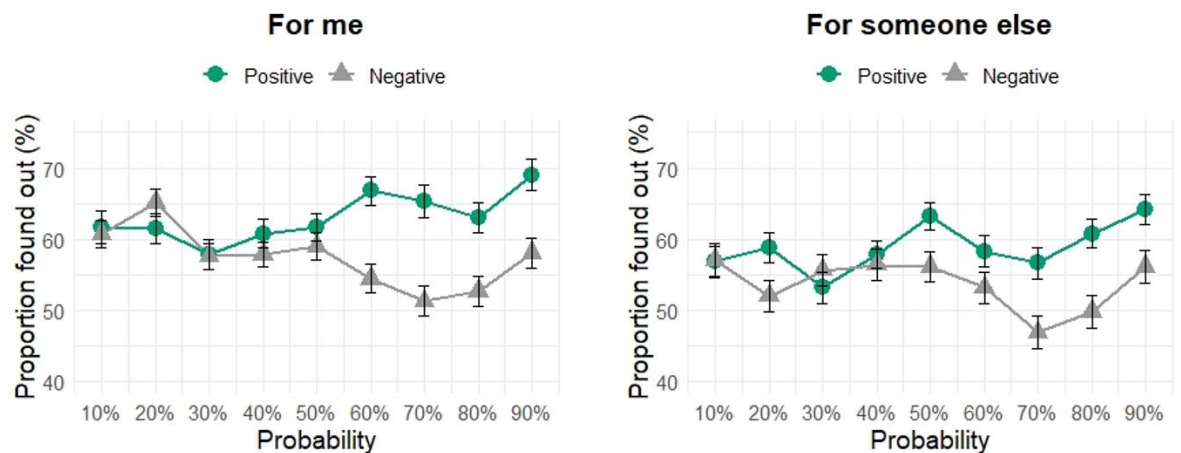 For me
Positive Negative
Proportion found out (%)
70
60
50
40
10% 20% 30% 40% 50% 60% 70% 80% 90%
Probability
For someone else
Positive Negative
Proportion found out (%)
70
60
50
40
10% 20% 30% 40% 50% 60% 70% 80% 90%
Probability